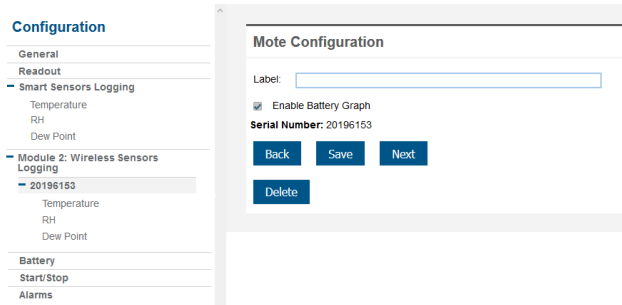 Configuration
General
Readout
Smart Sensors Logging
Temperature
RH
Dew Point
Module 2: Wireless Sensors
Logging
20196153
Temperature
RH
Dew Point
Battery
Start/Stop
Alarms
Mote Configuration
Label:
Enable Battery Graph
Serial Number: 20196153
Back Save Next
Delete